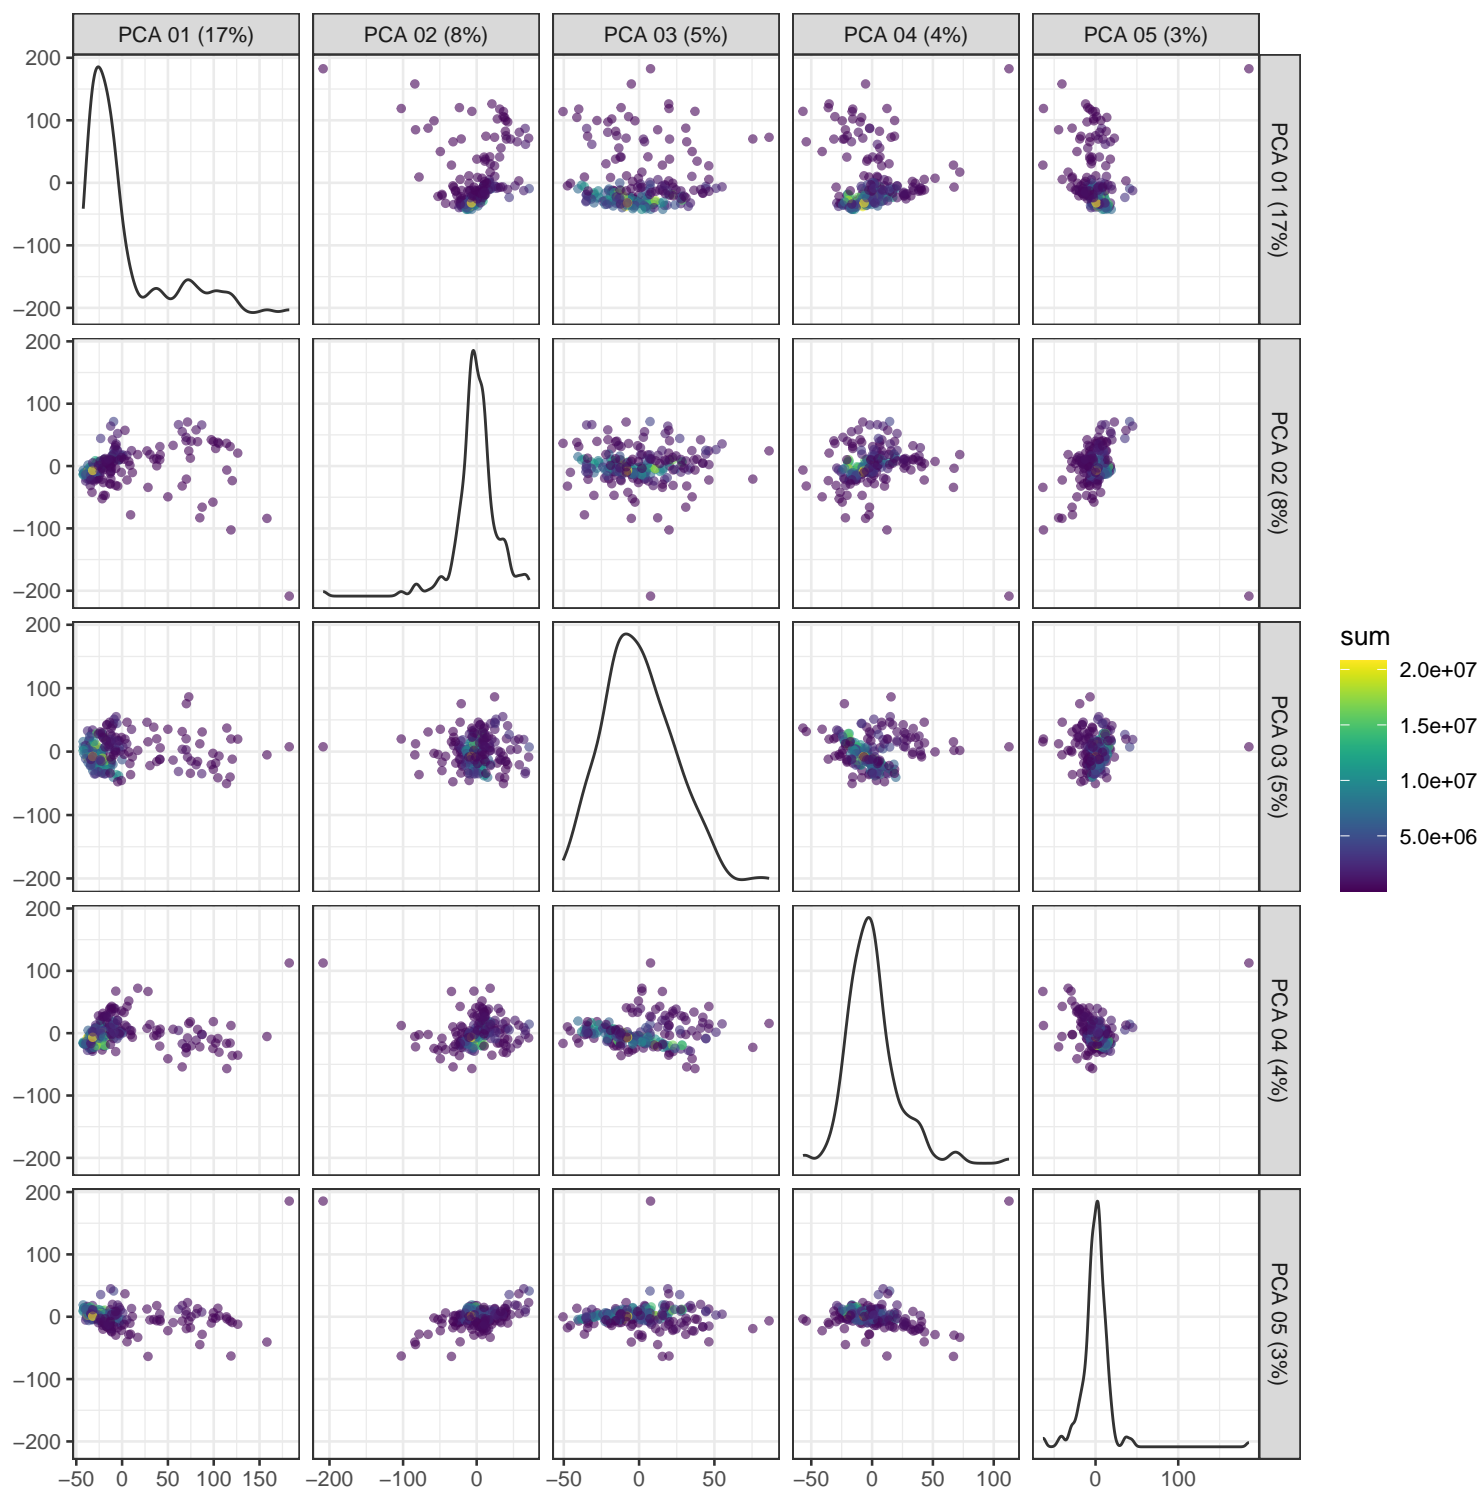 PCA 01 (17%) PCA 02 (8%) PCA 03 (5%) PCA 04 (4%) PCA 05 (3%)
200
100
0
−100
−200
PCA 01 (17%)
200
100
0
−100
−200
PCA 02 (8%)
200
100
0
−100
−200
PCA 03 (5%)
sum
2.0e+07
1.5e+07
1.0e+07
5.0e+06
200
100
0
−100
−200
PCA 04 (4%)
200
100
0
−100
−200
PCA 05 (3%)
−50 0 50 100 150 −200 −100 0 −50 0 50 −50 0 50 100 0 100